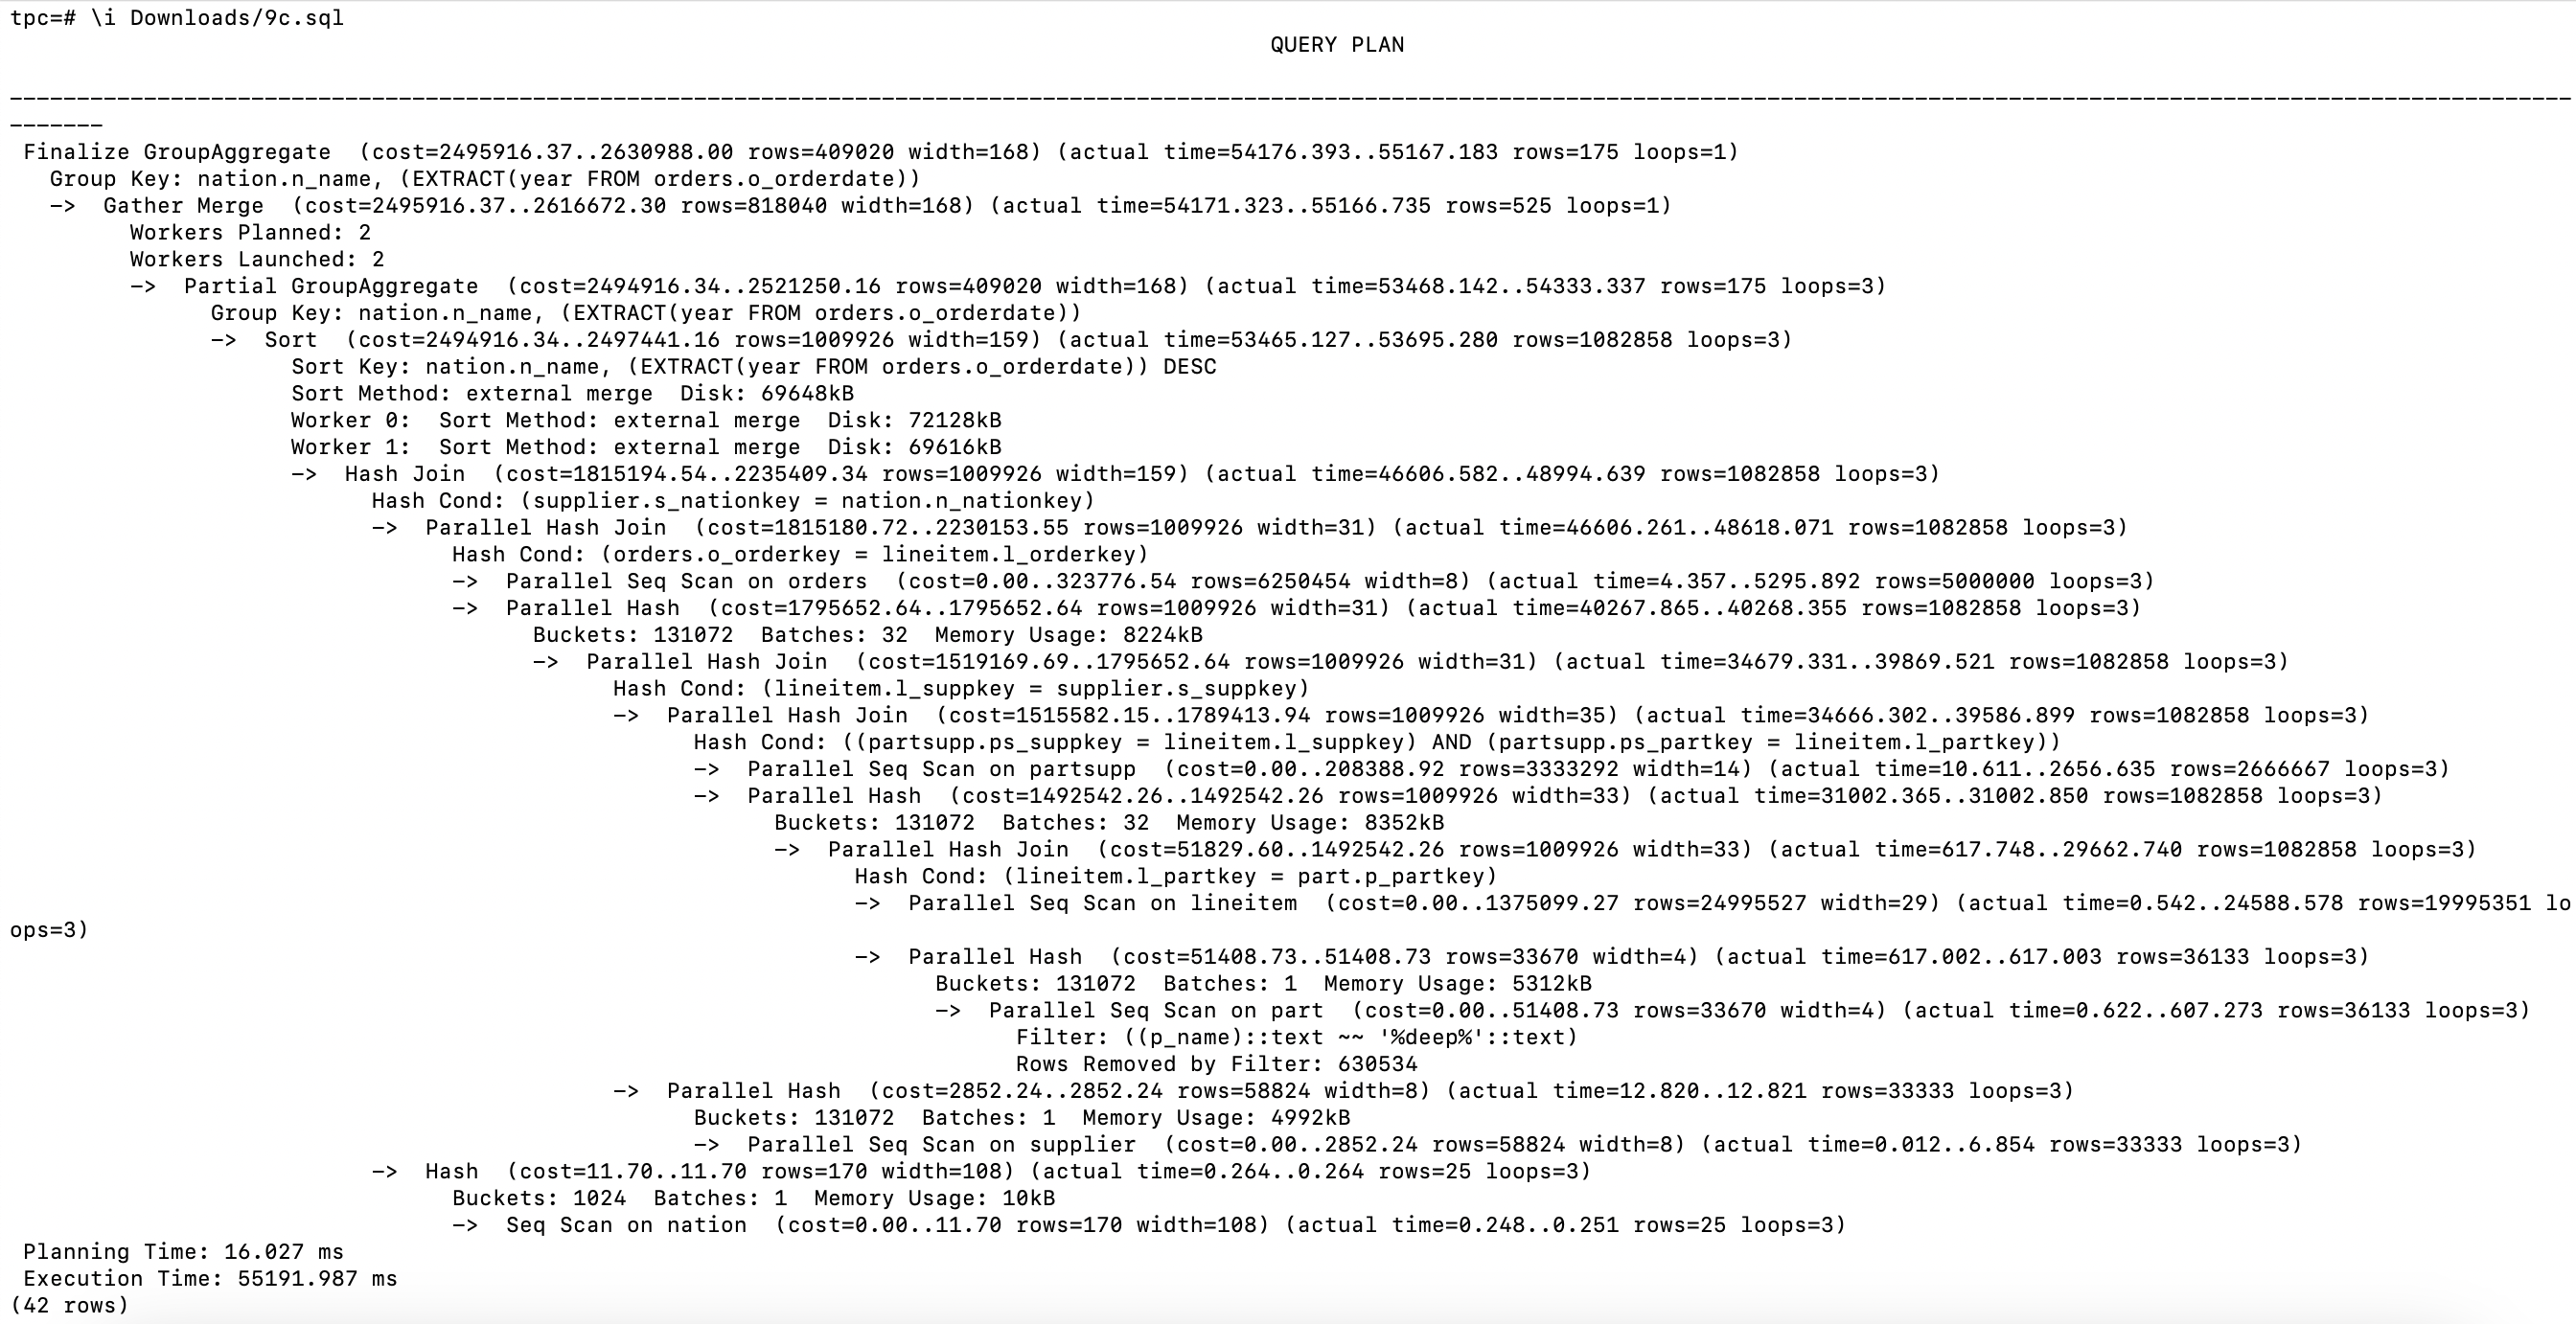 tpc=# \i Downloads/9c.sql
QUERY PLAN
----------------------------------------------------------------------------------------------------------------------------------------------------------------------------------------------
-------
Finalize GroupAggregate  (cost=2495916.37..2630988.00 rows=409020 width=168) (actual time=54176.393..55167.183 rows=175 loops=1)
Group Key: nation.n_name, (EXTRACT(year FROM orders.o_orderdate))
->  Gather Merge  (cost=2495916.37..2616672.30 rows=818040 width=168) (actual time=54171.323..55166.735 rows=525 loops=1)
Workers Planned: 2
Workers Launched: 2
->  Partial GroupAggregate  (cost=2494916.34..2521250.16 rows=409020 width=168) (actual time=53468.142..54333.337 rows=175 loops=3)
Group Key: nation.n_name, (EXTRACT(year FROM orders.o_orderdate))
->  Sort  (cost=2494916.34..2497441.16 rows=1009926 width=159) (actual time=53465.127..53695.280 rows=1082858 loops=3)
Sort Key: nation.n_name, (EXTRACT(year FROM orders.o_orderdate)) DESC
Sort Method: external merge  Disk: 69648kB
Worker 0:  Sort Method: external merge  Disk: 72128kB
Worker 1:  Sort Method: external merge  Disk: 69616kB
->  Hash Join  (cost=1815194.54..2235409.34 rows=1009926 width=159) (actual time=46606.582..48994.639 rows=1082858 loops=3)
Hash Cond: (supplier.s_nationkey = nation.n_nationkey)
->  Parallel Hash Join  (cost=1815180.72..2230153.55 rows=1009926 width=31) (actual time=46606.261..48618.071 rows=1082858 loops=3)
Hash Cond: (orders.o_orderkey = lineitem.l_orderkey)
->  Parallel Seq Scan on orders  (cost=0.00..323776.54 rows=6250454 width=8) (actual time=4.357..5295.892 rows=5000000 loops=3)
->  Parallel Hash  (cost=1795652.64..1795652.64 rows=1009926 width=31) (actual time=40267.865..40268.355 rows=1082858 loops=3)
Buckets: 131072  Batches: 32  Memory Usage: 8224kB
->  Parallel Hash Join  (cost=1519169.69..1795652.64 rows=1009926 width=31) (actual time=34679.331..39869.521 rows=1082858 loops=3)
Hash Cond: (lineitem.l_suppkey = supplier.s_suppkey)
->  Parallel Hash Join  (cost=1515582.15..1789413.94 rows=1009926 width=35) (actual time=34666.302..39586.899 rows=1082858 loops=3)
Hash Cond: ((partsupp.ps_suppkey = lineitem.l_suppkey) AND (partsupp.ps_partkey = lineitem.l_partkey))
->  Parallel Seq Scan on partsupp  (cost=0.00..208388.92 rows=3333292 width=14) (actual time=10.611..2656.635 rows=2666667 loops=3)
->  Parallel Hash  (cost=1492542.26..1492542.26 rows=1009926 width=33) (actual time=31002.365..31002.850 rows=1082858 loops=3)
Buckets: 131072  Batches: 32  Memory Usage: 8352kB
->  Parallel Hash Join  (cost=51829.60..1492542.26 rows=1009926 width=33) (actual time=617.748..29662.740 rows=1082858 loops=3)
Hash Cond: (lineitem.l_partkey = part.p_partkey)
->  Parallel Seq Scan on lineitem  (cost=0.00..1375099.27 rows=24995527 width=29) (actual time=0.542..24588.578 rows=19995351 lo
ops=3)
->  Parallel Hash  (cost=51408.73..51408.73 rows=33670 width=4) (actual time=617.002..617.003 rows=36133 loops=3)
Buckets: 131072  Batches: 1  Memory Usage: 5312kB
->  Parallel Seq Scan on part  (cost=0.00..51408.73 rows=33670 width=4) (actual time=0.622..607.273 rows=36133 loops=3)
Filter: ((p_name)::text ~~ '%deep%'::text)
Rows Removed by Filter: 630534
->  Parallel Hash  (cost=2852.24..2852.24 rows=58824 width=8) (actual time=12.820..12.821 rows=33333 loops=3)
Buckets: 131072  Batches: 1  Memory Usage: 4992kB
->  Parallel Seq Scan on supplier  (cost=0.00..2852.24 rows=58824 width=8) (actual time=0.012..6.854 rows=33333 loops=3)
->  Hash  (cost=11.70..11.70 rows=170 width=108) (actual time=0.264..0.264 rows=25 loops=3)
Buckets: 1024  Batches: 1  Memory Usage: 10kB
->  Seq Scan on nation  (cost=0.00..11.70 rows=170 width=108) (actual time=0.248..0.251 rows=25 loops=3)
Planning Time: 16.027 ms
Execution Time: 55191.987 ms
(42 rows)